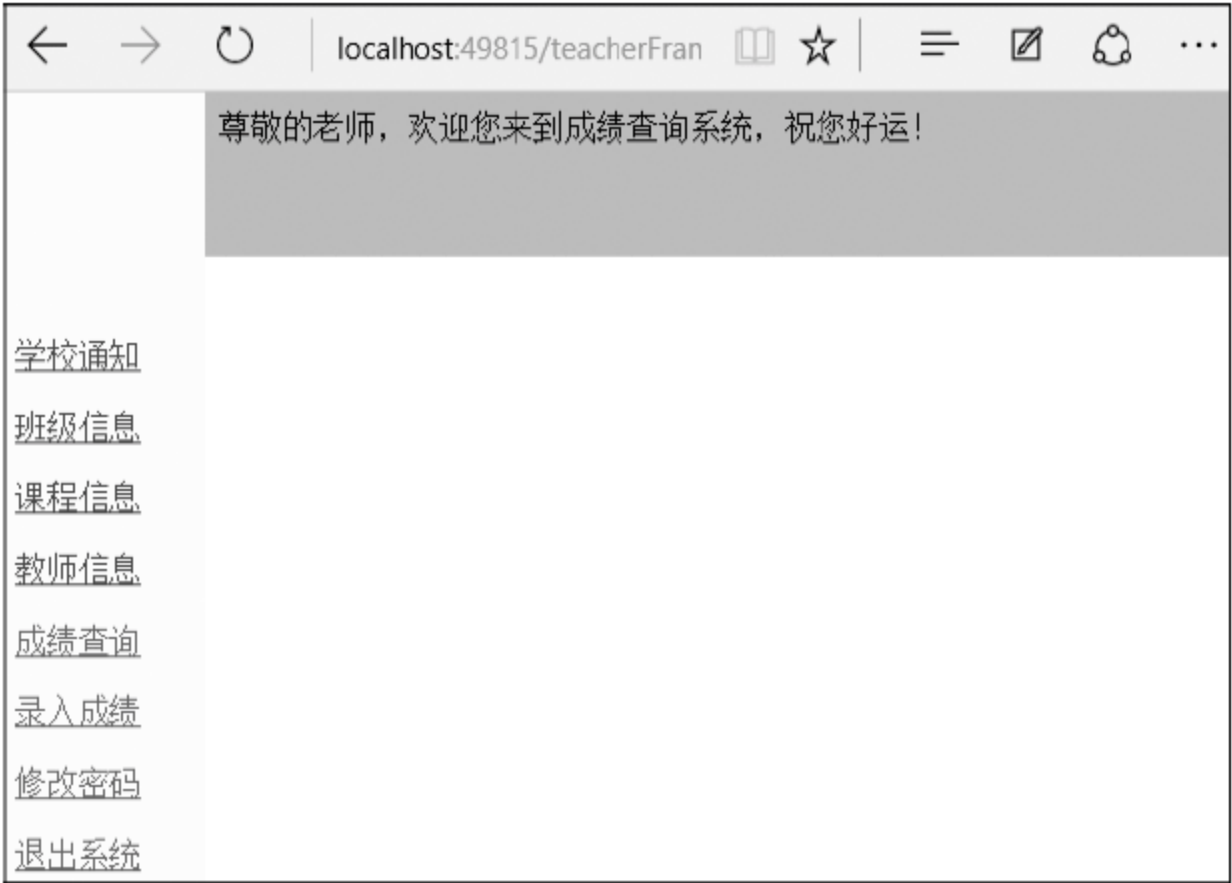 localhost:49815/teacherFran
尊敬的老师，欢迎您来到成绩查询系统，祝您好运！
学校通知
班级信息
课程信息
教师信息
成绩查询
录入成绩
修改密码
退出系统